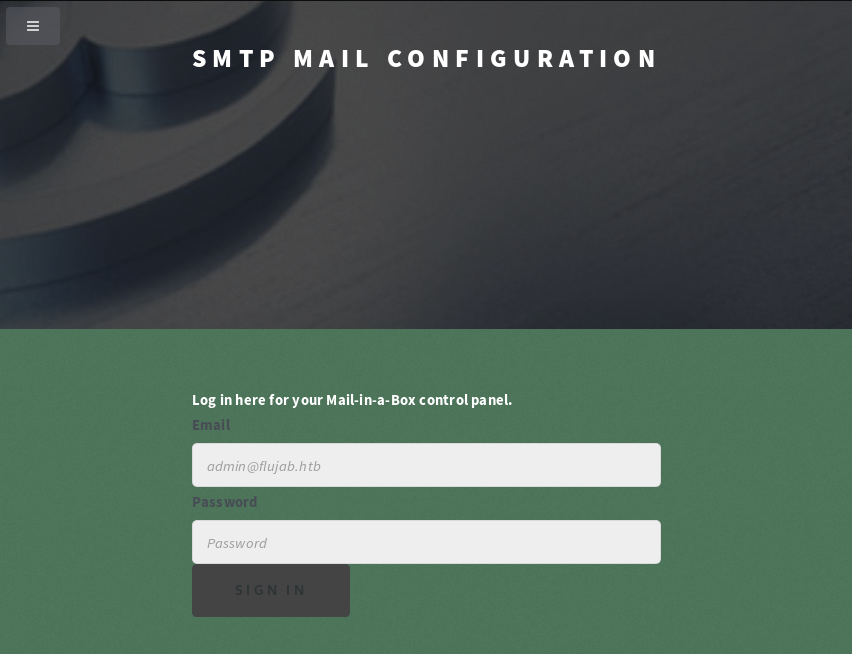 SMTP MAIL CONFIGURATION
Log in here for your Mail-in-a-Box control panel.
Email
admin@flujab.htb
Password
Password
SIGN IN